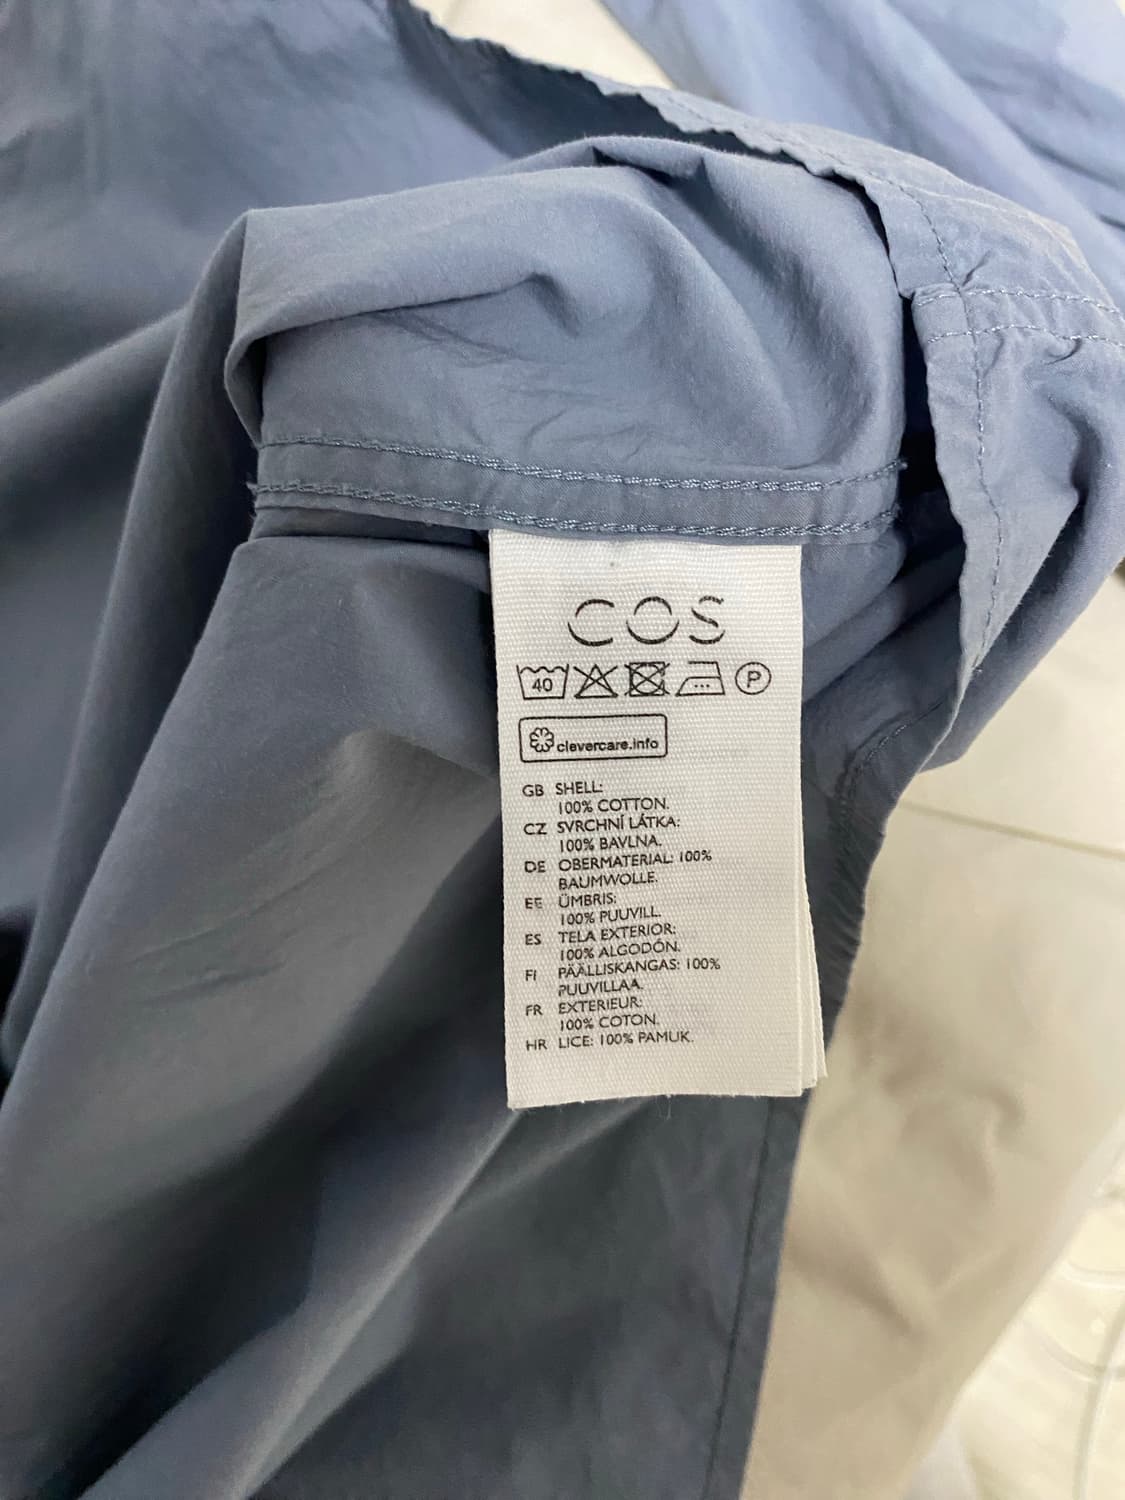 COS
40 P
clevercare.info
GB SHELL:
100% COTTON.
CZ SVRCHNÍ LÁTKA:
100% BAVLNA.
DE OBERMATERIAL: 100%
BAUMWOLLE.
EE ÜMBRIS:
100% PUUVILL.
ES TELA EXTERIOR:
100% ALGODÓN.
FI PÄÄLLISKANGAS: 100%
PUUVILLAA.
FR EXTERIEUR:
100% COTON.
HR LICE: 100% PAMUK.